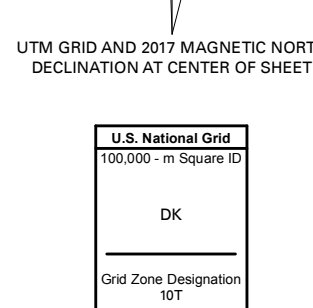 UTM GRID AND 2017 MAGNETIC NORT
DECLINATION AT CENTER OF SHEET
U.S. National Grid
100,000 - m Square ID
DK
Grid Zone Designation
10T